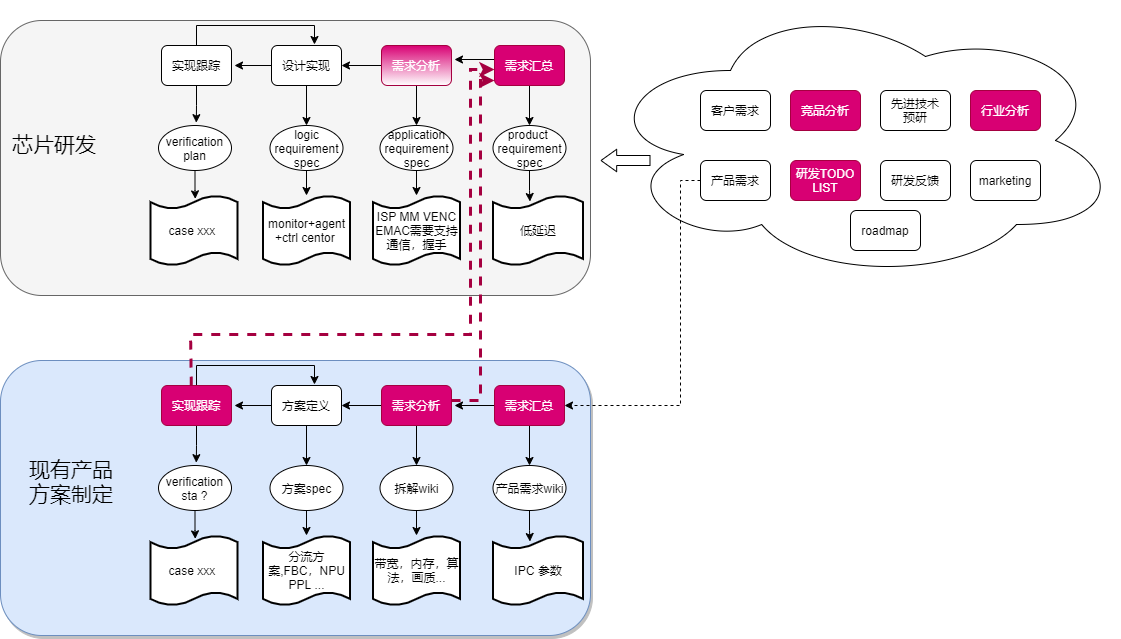 芯片研发
实现跟踪
设计实现
需求分析
需求汇总
verification
plan
logic
requirement
spec
application
requirement
spec
product
requirement
spec
case xxx
monitor+agent
+ctrl centor
ISP MM VENC
EMAC需要支持
通信，握手
低延迟
客户需求
竞品分析
先进技术
预研
行业分析
产品需求
研发TODO
LIST
研发反馈
marketing
roadmap
现有产品
方案制定
实现跟踪
方案定义
需求分析
需求汇总
verification
sta ?
方案spec
拆解wiki
产品需求wiki
case xxx
分流方
案,FBC，NPU
PPL ...
带宽，内存，算
法，画质...
IPC 参数